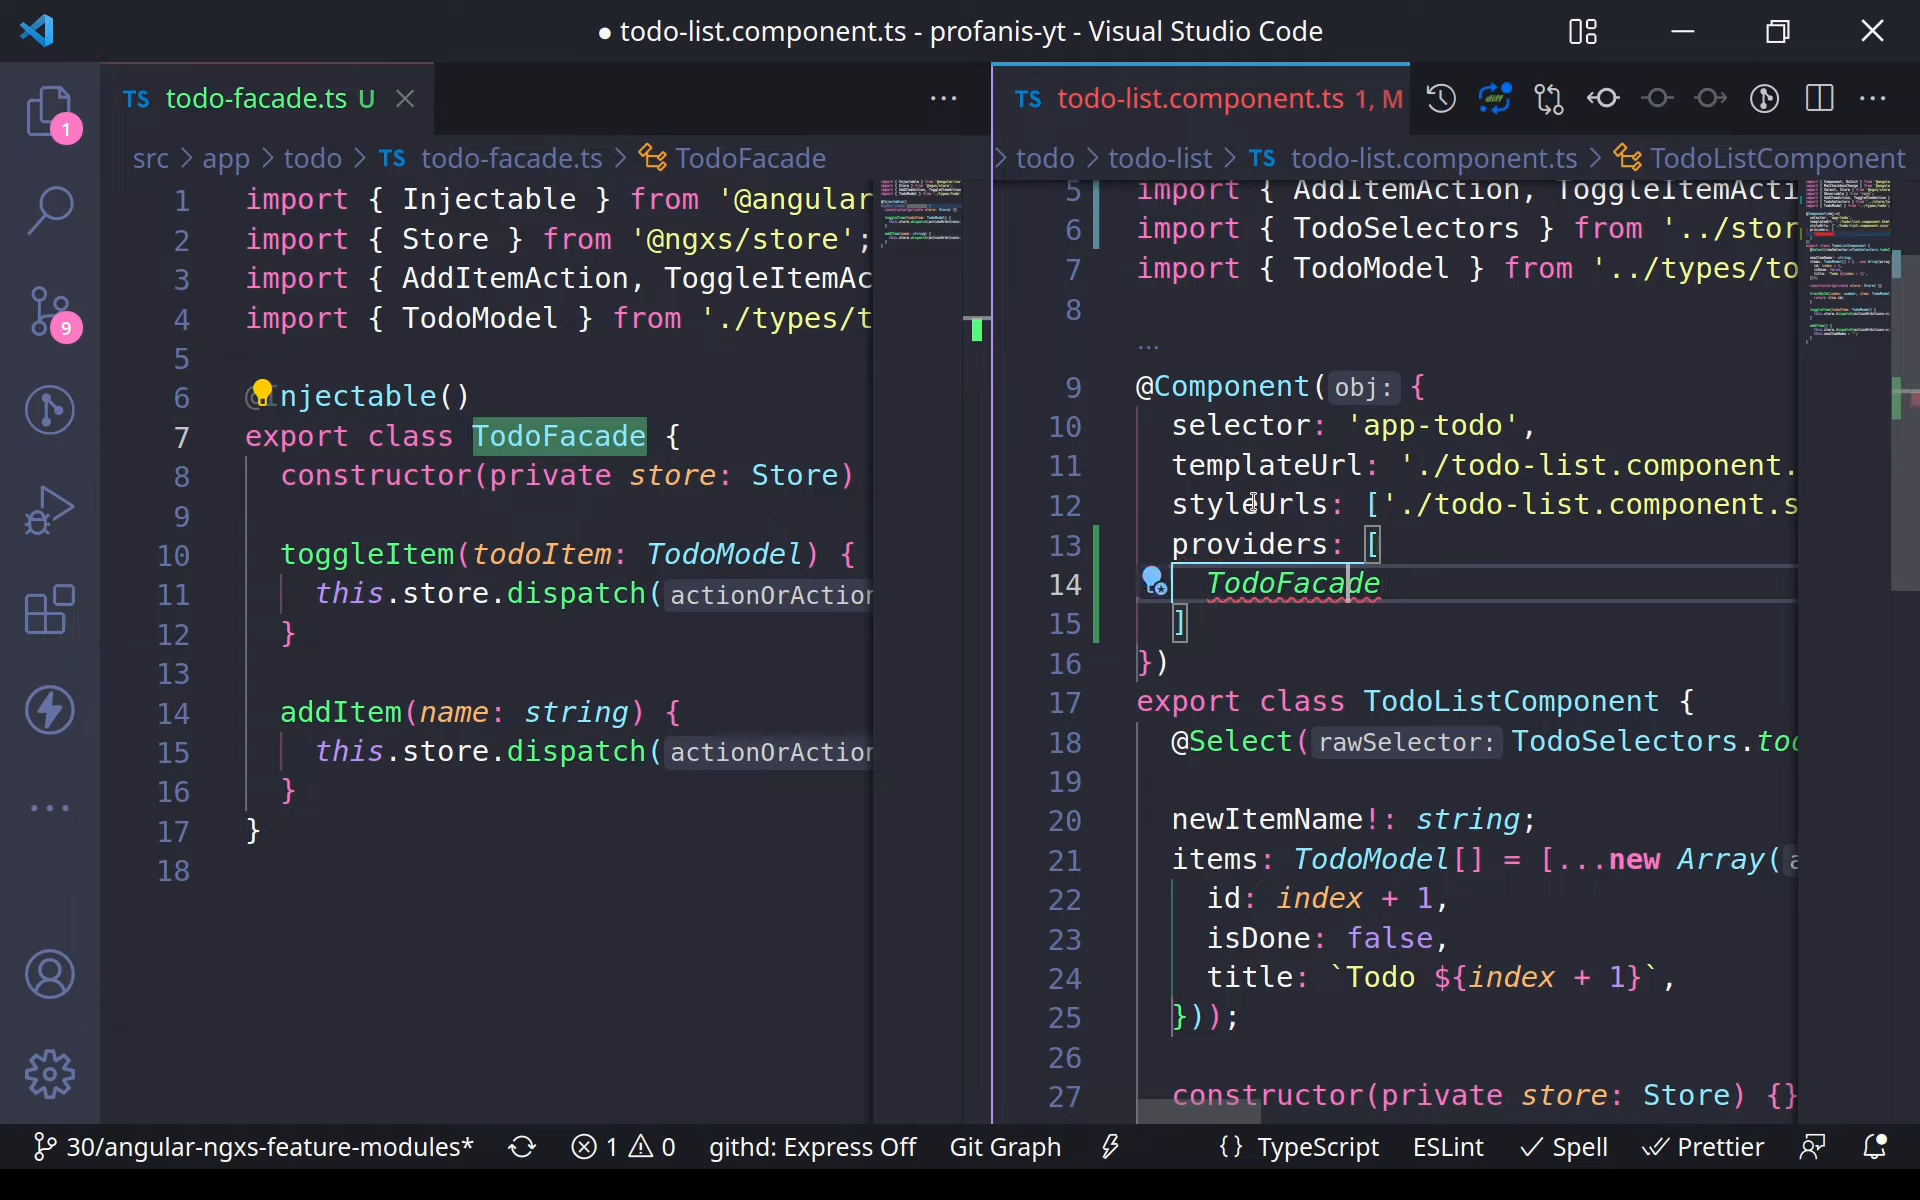 ● todo-list.component.ts - profanis-yt - Visual Studio Code
TS todo-facade.ts U
TS todo-list.component.ts 1, M
diff
src > app > todo > TS todo-facade.ts > TodoFacade
> todo > todo-list > TS todo-list.component.ts > TodoListComponent
1
9
1 import { Injectable } from '@angular
2 import { Store } from '@ngxs/store';
3 import { AddItemAction, ToggleItemAc
4 import { TodoModel } from './types/t
5
6 @Injectable()
7 export class TodoFacade {
8 constructor(private store: Store)
9
10 toggleItem(todoItem: TodoModel) {
11 this.store.dispatch( actionOrAction
12 }
13
14 addItem(name: string) {
15 this.store.dispatch( actionOrAction
16 }
17 }
18
5 import { AddItemAction, ToggleItemActi
6 import { TodoSelectors } from '../stor
7 import { TodoModel } from '../types/to
8
...
9 @Component( obj: {
10 selector: 'app-todo',
11 templateUrl: './todo-list.component.
12 styleUrls: ['./todo-list.component.s
13 providers: [
14 TodoFacade
15 ]
16 })
17 export class TodoListComponent {
18 @Select( rawSelector: TodoSelectors.tod
19
20 newItemName!: string;
21 items: TodoModel[] = [...new Array( a
22 id: index + 1,
23 isDone: false,
24 title: `Todo ${index + 1}`,
25 }));
26
27 constructor(private store: Store) {}
30/angular-ngxs-feature-modules* 1 0 githd: Express Off Git Graph {} TypeScript ESLint Spell Prettier